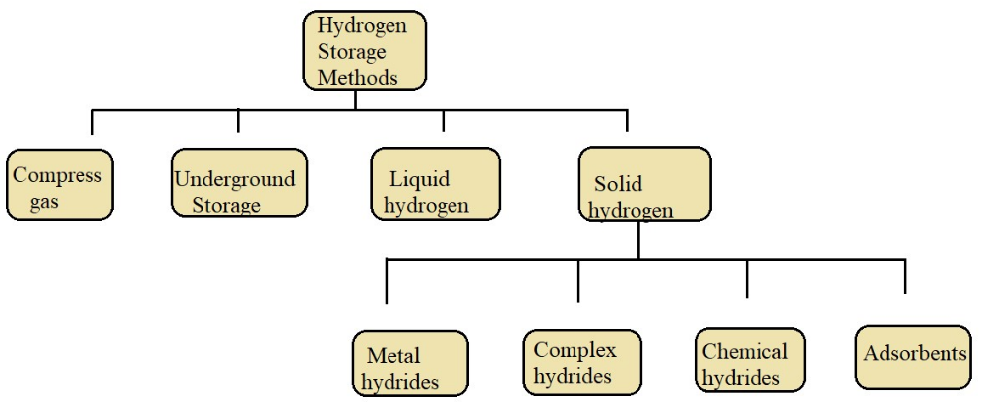 Hydrogen
Storage
Methods
Compress
gas
Underground
Storage
Liquid
hydrogen
Solid
hydrogen
Metal
hydrides
Complex
hydrides
Chemical
hydrides
Adsorbents